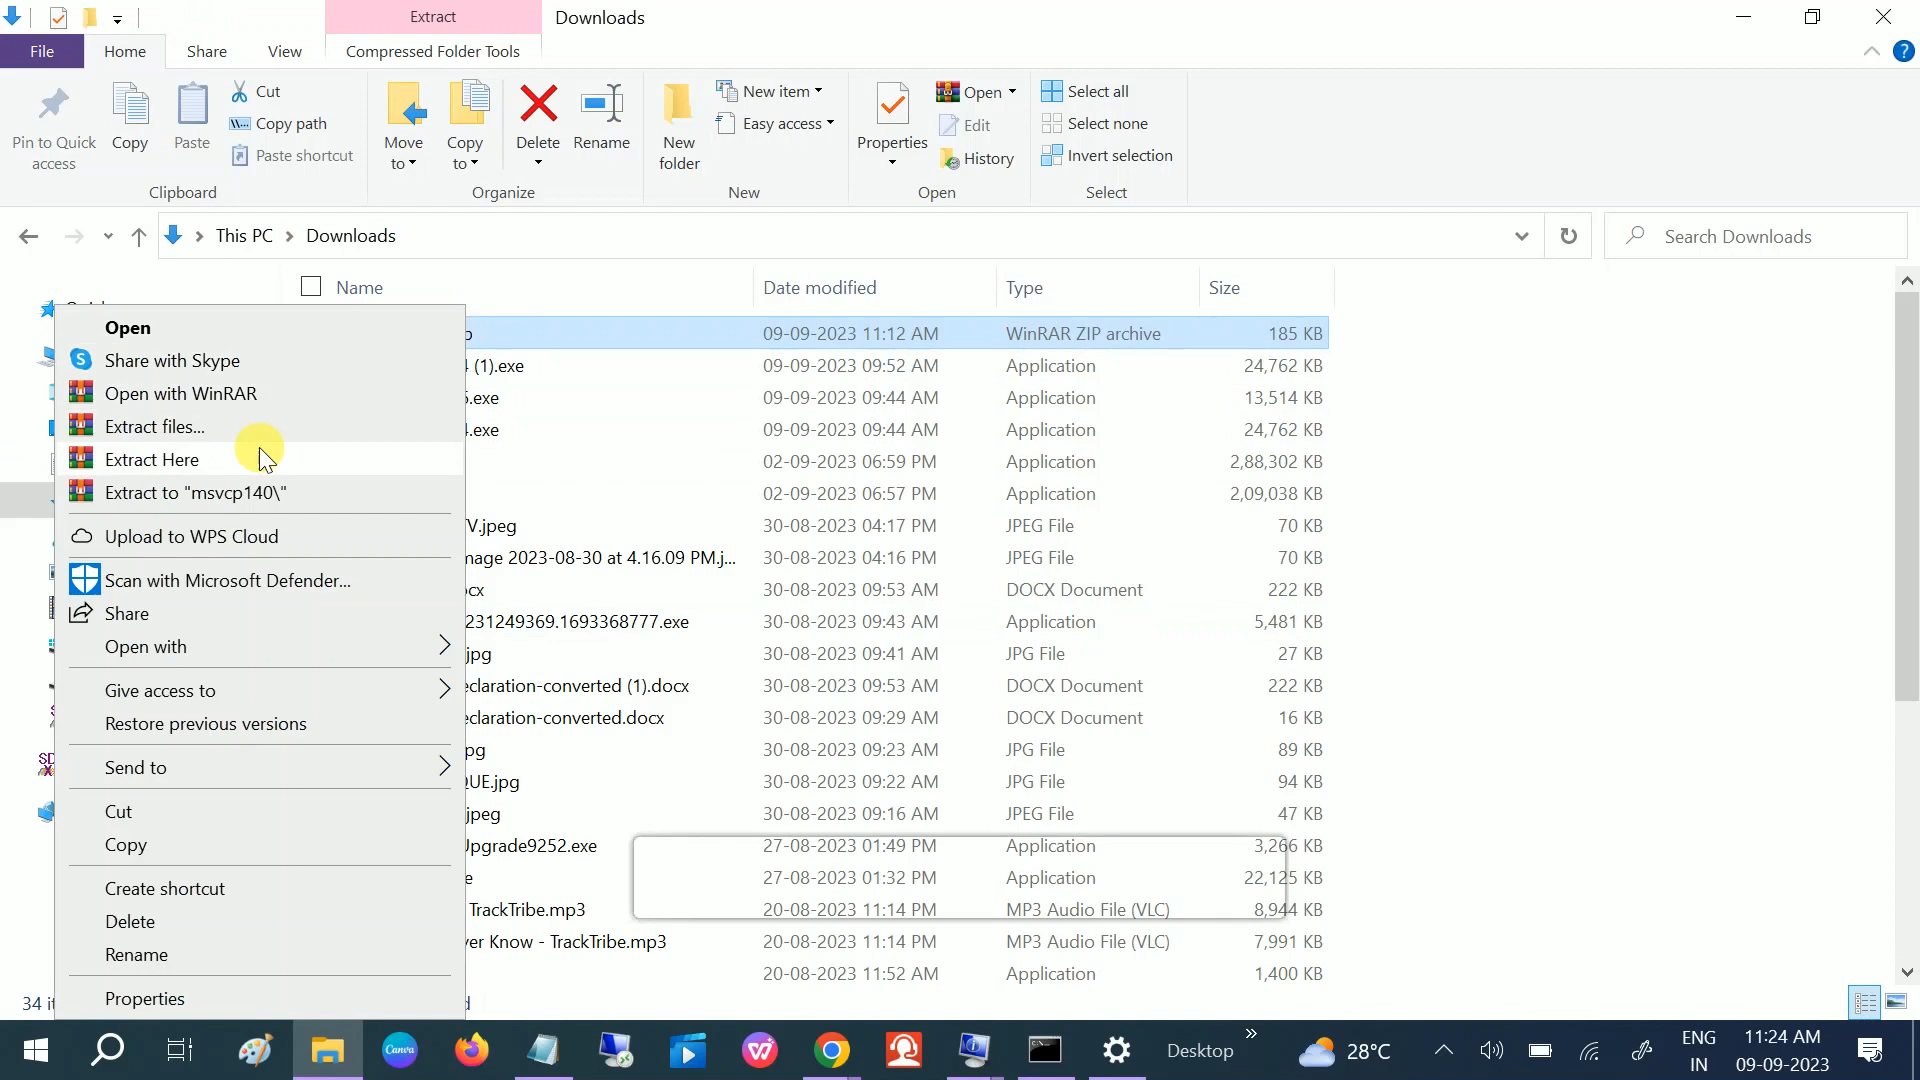 Extract
Downloads
File
Home
Share
View
Compressed Folder Tools
Pin to Quick access
Copy
Paste
Cut
Copy path
Paste shortcut
Clipboard
Move to
Copy to
Delete
Rename
Organize
New folder
New item
Easy access
New
Properties
Open
Edit
History
Open
Select all
Select none
Invert selection
Select
This PC
Downloads
Search Downloads
Name
Date modified
Type
Size
09-09-2023 11:12 AM WinRAR ZIP archive 185 KB
(1).exe 09-09-2023 09:52 AM Application 24,762 KB
.exe 09-09-2023 09:44 AM Application 13,514 KB
.exe 09-09-2023 09:44 AM Application 24,762 KB
02-09-2023 06:59 PM Application 2,88,302 KB
02-09-2023 06:57 PM Application 2,09,038 KB
V.jpeg 30-08-2023 04:17 PM JPEG File 70 KB
mage 2023-08-30 at 4.16.09 PM.j... 30-08-2023 04:16 PM JPEG File 70 KB
cx 30-08-2023 09:53 AM DOCX Document 222 KB
231249369.1693368777.exe 30-08-2023 09:43 AM Application 5,481 KB
jpg 30-08-2023 09:41 AM JPG File 27 KB
eclaration-converted (1).docx 30-08-2023 09:53 AM DOCX Document 222 KB
eclaration-converted.docx 30-08-2023 09:29 AM DOCX Document 16 KB
pg 30-08-2023 09:23 AM JPG File 89 KB
UE.jpg 30-08-2023 09:22 AM JPG File 94 KB
jpeg 30-08-2023 09:16 AM JPEG File 47 KB
Upgrade9252.exe 27-08-2023 01:49 PM Application 3,266 KB
e 27-08-2023 01:32 PM Application 22,125 KB
TrackTribe.mp3 20-08-2023 11:14 PM MP3 Audio File (VLC) 8,944 KB
er Know - TrackTribe.mp3 20-08-2023 11:14 PM MP3 Audio File (VLC) 7,991 KB
20-08-2023 11:52 AM Application 1,400 KB
Open
Share with Skype
Open with WinRAR
Extract files...
Extract Here
Extract to "msvcp140\"
Upload to WPS Cloud
Scan with Microsoft Defender...
Share
Open with
Give access to
Restore previous versions
Send to
Cut
Copy
Create shortcut
Delete
Rename
Properties
34 it
Canva
Desktop
28°C
ENG
IN
11:24 AM
09-09-2023